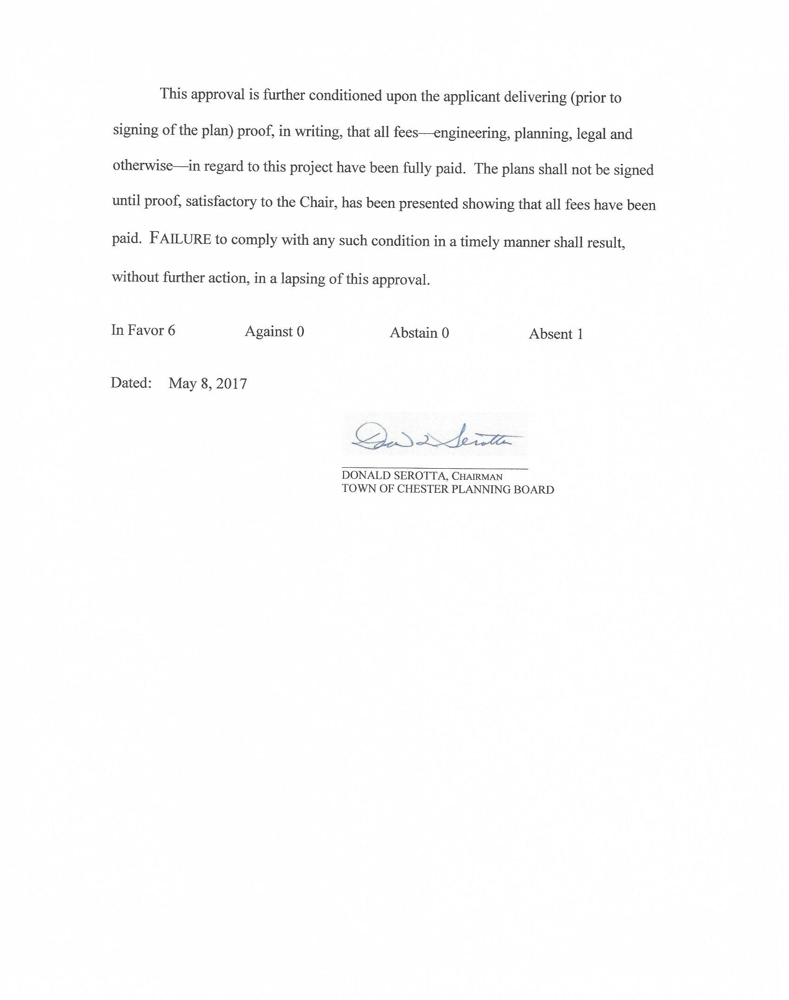 This approval is further conditioned upon the applicant delivering (prior to
signing of the plan) proof, in writing, that all fees—engineering, planning, legal and
otherwise—in regard to this project have been fully paid.  The plans shall not be signed
until proof, satisfactory to the Chair, has been presented showing that all fees have been
paid.  FAILURE to comply with any such condition in a timely manner shall result,
without further action, in a lapsing of this approval.
In Favor 6 Against 0 Abstain 0 Absent 1
Dated: May 8, 2017
Donald Serotta
DONALD SEROTTA, CHAIRMAN
TOWN OF CHESTER PLANNING BOARD